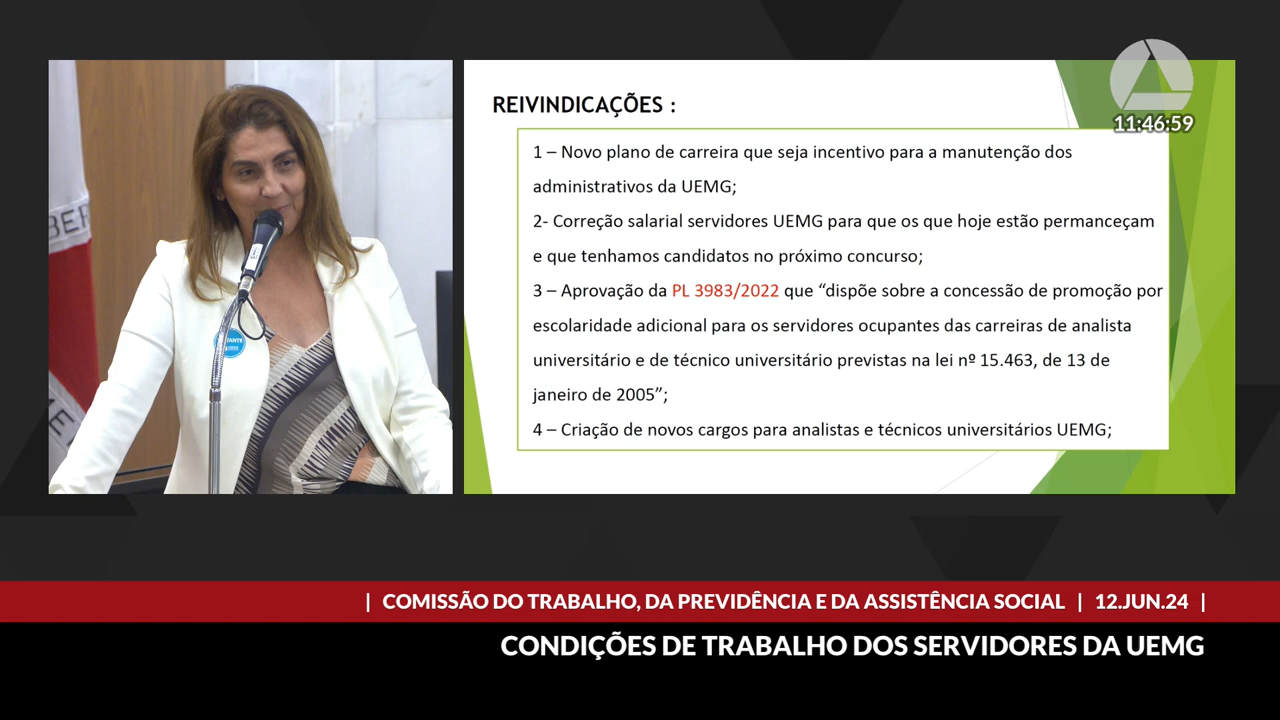 REIVINDICAÇÕES :
11:46:59
1 – Novo plano de carreira que seja incentivo para a manutenção dos
administrativos da UEMG;
2- Correção salarial servidores UEMG para que os que hoje estão permanceçam
e que tenhamos candidatos no próximo concurso;
3 – Aprovação da PL 3983/2022 que “dispõe sobre a concessão de promoção por
escolaridade adicional para os servidores ocupantes das carreiras de analista
universitário e de técnico universitário previstas na lei nº 15.463, de 13 de
janeiro de 2005”;
4 – Criação de novos cargos para analistas e técnicos universitários UEMG;
| COMISSÃO DO TRABALHO, DA PREVIDÊNCIA E DA ASSISTÊNCIA SOCIAL | 12.JUN.24 |
CONDIÇÕES DE TRABALHO DOS SERVIDORES DA UEMG